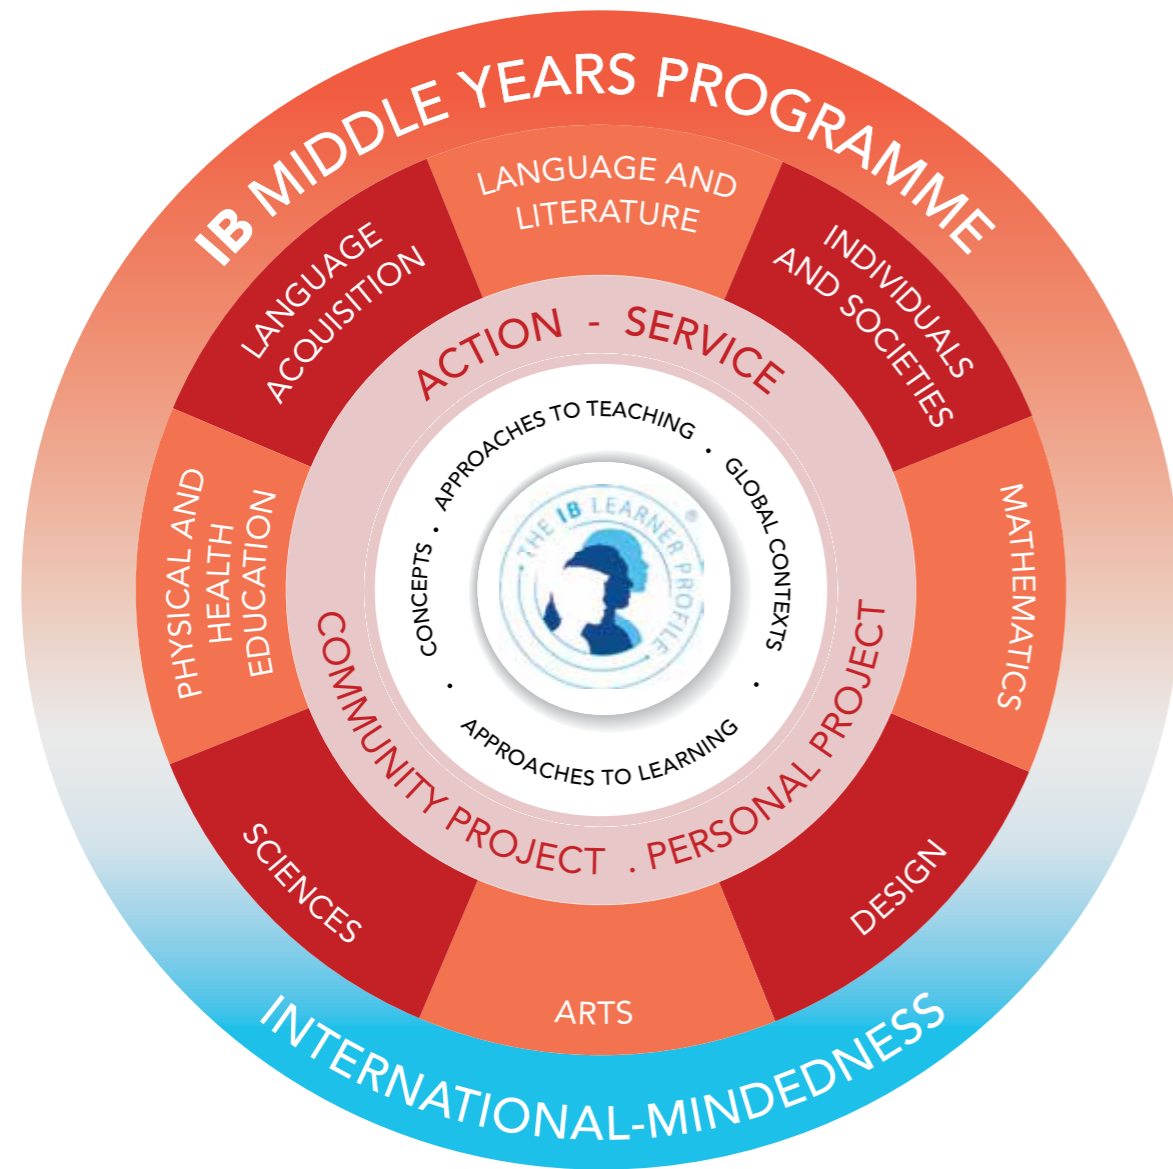 IB MIDDLE YEARS PROGRAMME
LANGUAGE AND
LITERATURE
INDIVIDUALS
AND SOCIETIES
MATHEMATICS
DESIGN
ARTS
SCIENCES
PHYSICAL AND
HEALTH
EDUCATION
LANGUAGE
ACQUISITION
ACTION - SERVICE
COMMUNITY PROJECT . PERSONAL PROJECT
APPROACHES TO TEACHING
· GLOBAL CONTEXTS
· APPROACHES TO LEARNING
· CONCEPTS ·
THE IB LEARNER PROFILE ®
INTERNATIONAL-MINDEDNESS